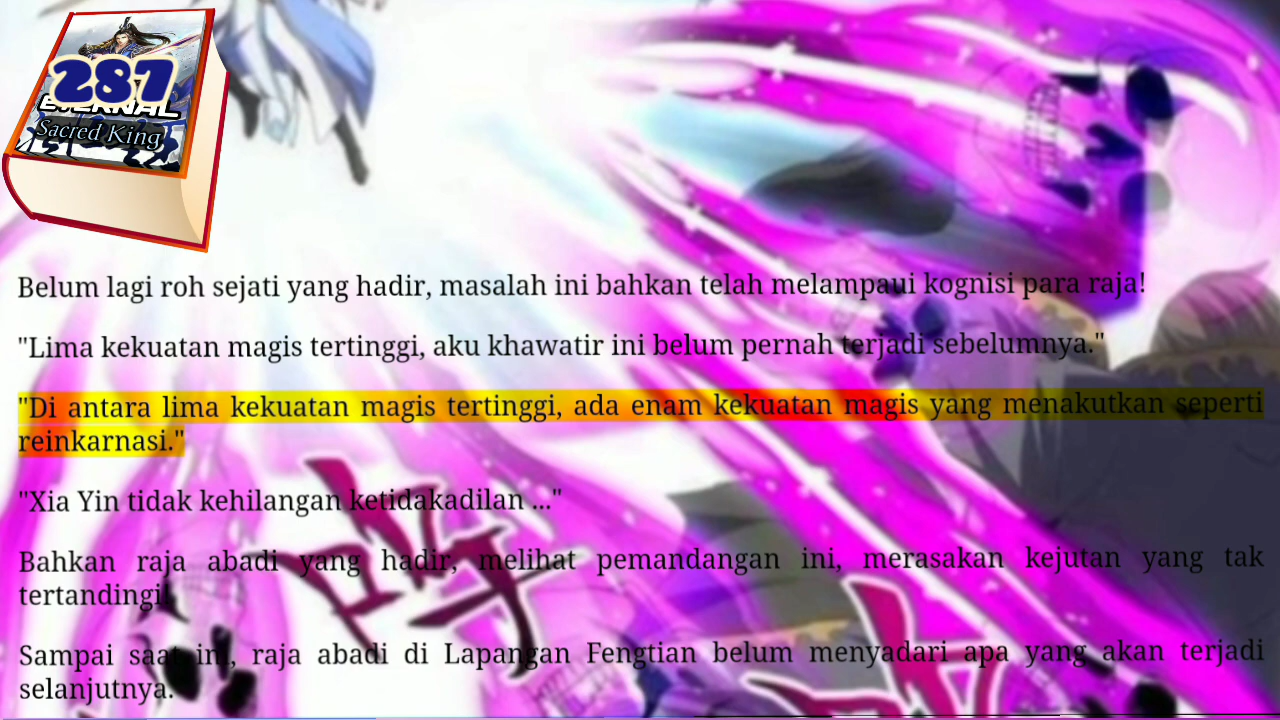 287
ETERNAL
Sacred King
Belum lagi roh sejati yang hadir, masalah ini bahkan telah melampaui kognisi para raja!
"Lima kekuatan magis tertinggi, aku khawatir ini belum pernah terjadi sebelumnya."
"Di antara lima kekuatan magis tertinggi, ada enam kekuatan magis yang menakutkan seperti
reinkarnasi."
"Xia Yin tidak kehilangan ketidakadilan ..."
Bahkan raja abadi yang hadir, melihat pemandangan ini, merasakan kejutan yang tak
tertandingi.
Sampai saat ini, raja abadi di Lapangan Fengtian belum menyadari apa yang akan terjadi
selanjutnya.